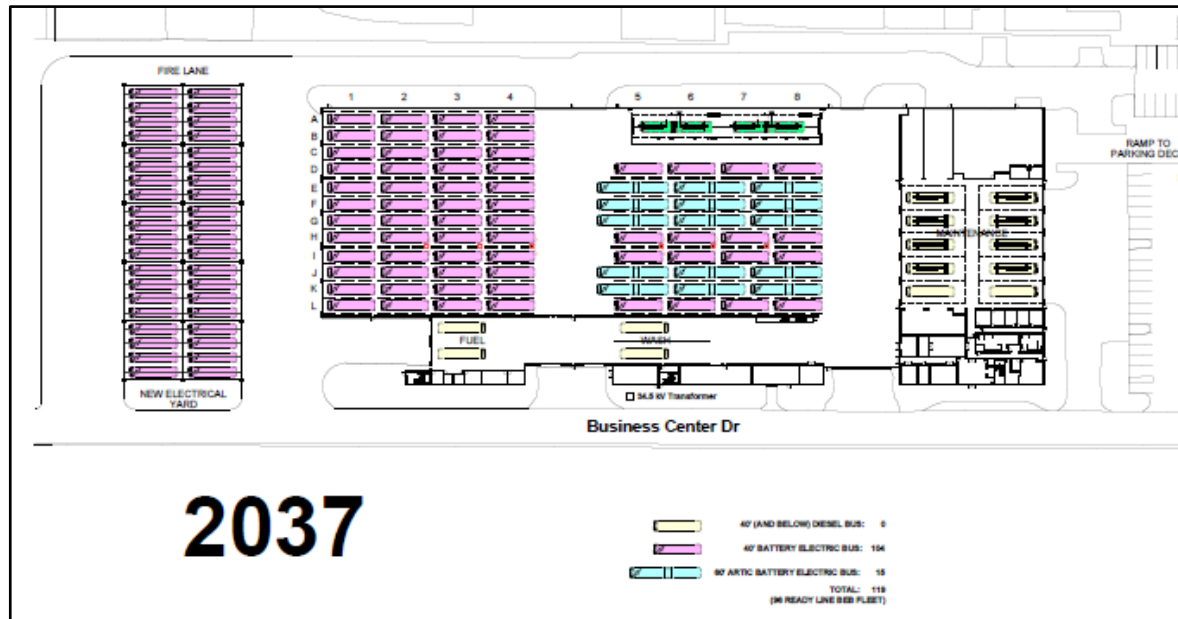 FIRE LANE
1 2 3 4 5 6 7 8
A
B
C
D
E
F
G
H
I
J
K
L
RAMP TO
PARKING DEC
MAINTENANCE
FUEL
WASH
NEW ELECTRICAL
YARD
34.5 kV Transformer
Business Center Dr
2037
40' (AND BELOW) DIESEL BUS: 0
40' BATTERY ELECTRIC BUS: 104
60' ARTIC BATTERY ELECTRIC BUS: 15
TOTAL: 119
(96 READY LINE BEB FLEET)